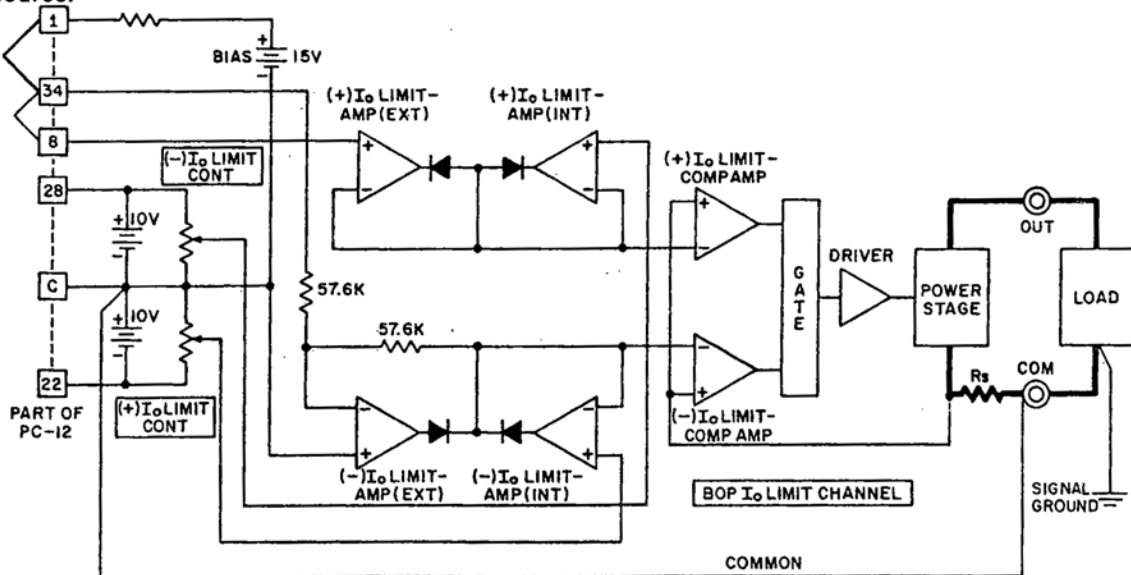 1
+
BIAS 15V
-
34
(+)I₀ LIMIT-
AMP(EXT)
(+)I₀ LIMIT-
AMP(INT)
8
(-)I₀ LIMIT
CONT
28
+ 10V
-
C
+ 10V
-
22
PART OF
PC-12
(+)I₀ LIMIT
CONT
57.6K
57.6K
+
-
+
-
(+)I₀ LIMIT-
COMP AMP
+
-
-
+
(-)I₀ LIMIT-
COMP AMP
-
+
-
+
(-)I₀ LIMIT-
AMP(EXT)
(-)I₀ LIMIT-
AMP(INT)
GATE
DRIVER
POWER
STAGE
OUT
LOAD
Rs
COM
BOP I₀ LIMIT CHANNEL
SIGNAL
GROUND
COMMON